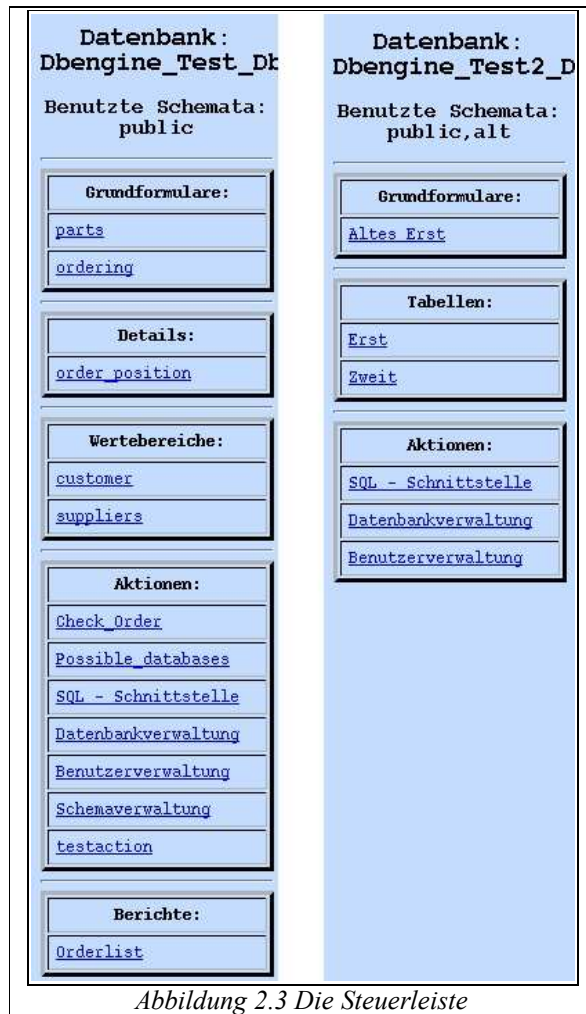 Datenbank:
Dbengine_Test_Db
Benutzte Schemata:
public
Grundformulare:
parts
ordering
Details:
order_position
Wertebereiche:
customer
suppliers
Aktionen:
Check_Order
Possible_databases
SQL - Schnittstelle
Datenbankverwaltung
Benutzerverwaltung
Schemaverwaltung
testaction
Berichte:
Orderlist
Datenbank:
Dbengine_Test2_D
Benutzte Schemata:
public,alt
Grundformulare:
Altes Erst
Tabellen:
Erst
Zweit
Aktionen:
SQL - Schnittstelle
Datenbankverwaltung
Benutzerverwaltung
Abbildung 2.3 Die Steuerleiste